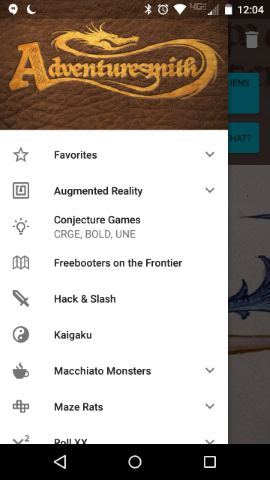 4G
12:04
Adventuresmith
Favorites
Augmented Reality
Conjecture Games
CRGE, BOLD, UNE
Freebooters on the Frontier
Hack & Slash
Kaigaku
Macchiato Monsters
Maze Rats
Roll XX
HAT?